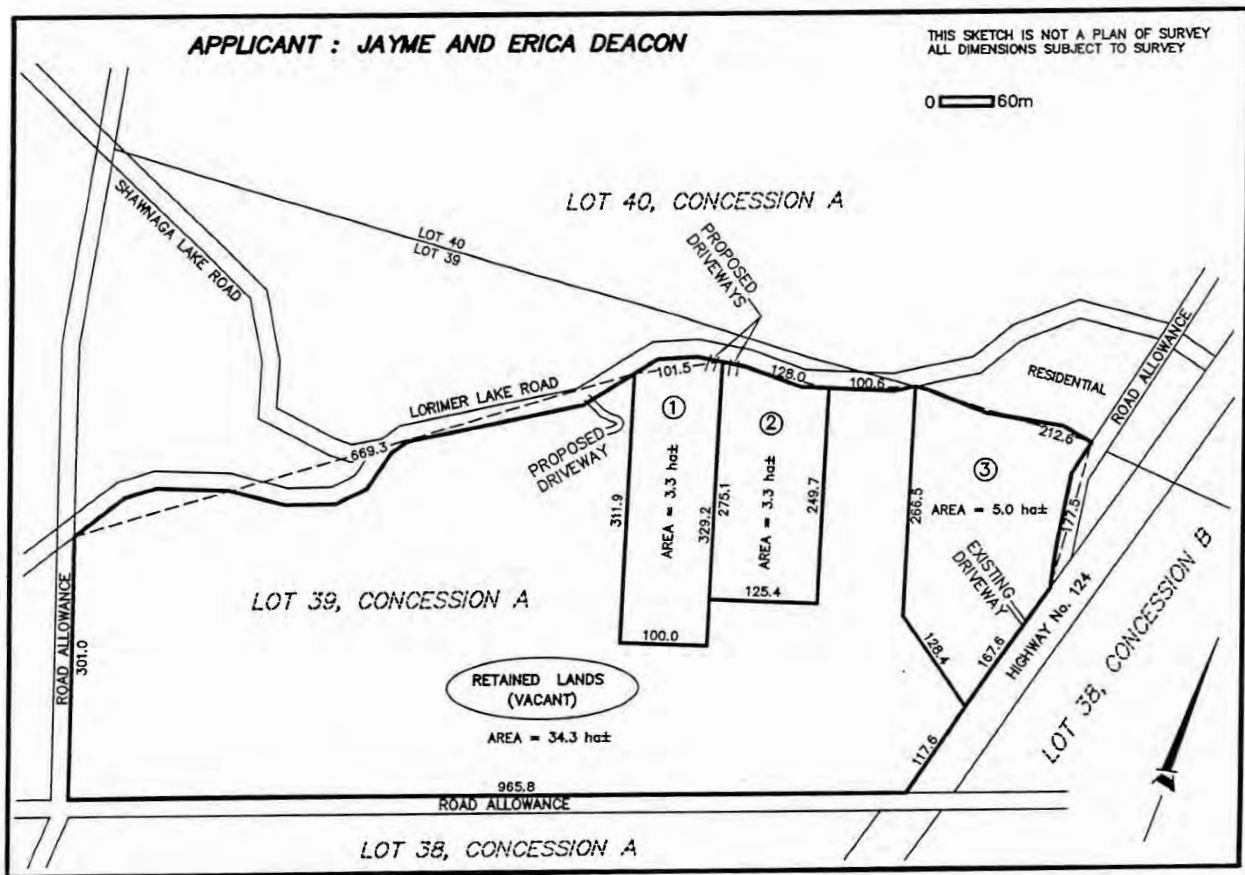 APPLICANT : JAYME AND ERICA DEACON
THIS SKETCH IS NOT A PLAN OF SURVEY
ALL DIMENSIONS SUBJECT TO SURVEY
0 60m
SHAWNAGA LAKE ROAD
LOT 40, CONCESSION A
LOT 40
LOT 39
PROPOSED
DRIVEWAYS
ROAD ALLOWANCE
RESIDENTIAL
LORIMER LAKE ROAD
101.5
128.0
100.6
212.6
669.3
PROPOSED
DRIVEWAY
1
AREA = 3.3 ha±
311.9
329.2
275.1
2
AREA = 3.3 ha±
249.7
266.5
3
AREA = 5.0 ha±
177.5
EXISTING
DRIVEWAY
HIGHWAY No. 124
LOT 38, CONCESSION B
LOT 39, CONCESSION A
125.4
100.0
128.4
167.6
117.6
ROAD ALLOWANCE
301.0
RETAINED LANDS
(VACANT)
AREA = 34.3 ha±
965.8
ROAD ALLOWANCE
LOT 38, CONCESSION A